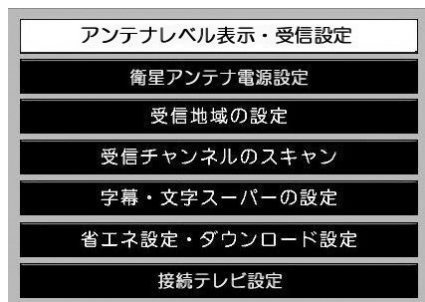 アンテナレベル表示・受信設定
衛星アンテナ電源設定
受信地域の設定
受信チャンネルのスキャン
字幕・文字スーパーの設定
省エネ設定・ダウンロード設定
接続テレビ設定